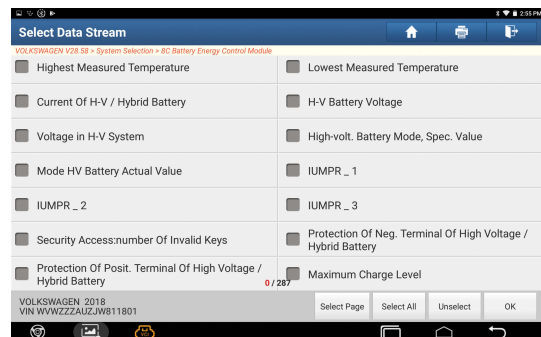 2:55 PM
Select Data Stream
VOLKSWAGEN V28.58 > System Selection > 8C Battery Energy Control Module
Highest Measured Temperature
Lowest Measured Temperature
Current Of H-V / Hybrid Battery
H-V Battery Voltage
Voltage in H-V System
High-volt. Battery Mode, Spec. Value
Mode HV Battery Actual Value
IUMPR _ 1
IUMPR _ 2
IUMPR _ 3
Security Access:number Of Invalid Keys
Protection Of Neg. Terminal Of High Voltage /
Hybrid Battery
Protection Of Posit. Terminal Of High Voltage /
Hybrid Battery
Maximum Charge Level
0 / 287
VOLKSWAGEN 2018
VIN WVWZZZAUZJW811801
Select Page
Select All
Unselect
OK
VCI